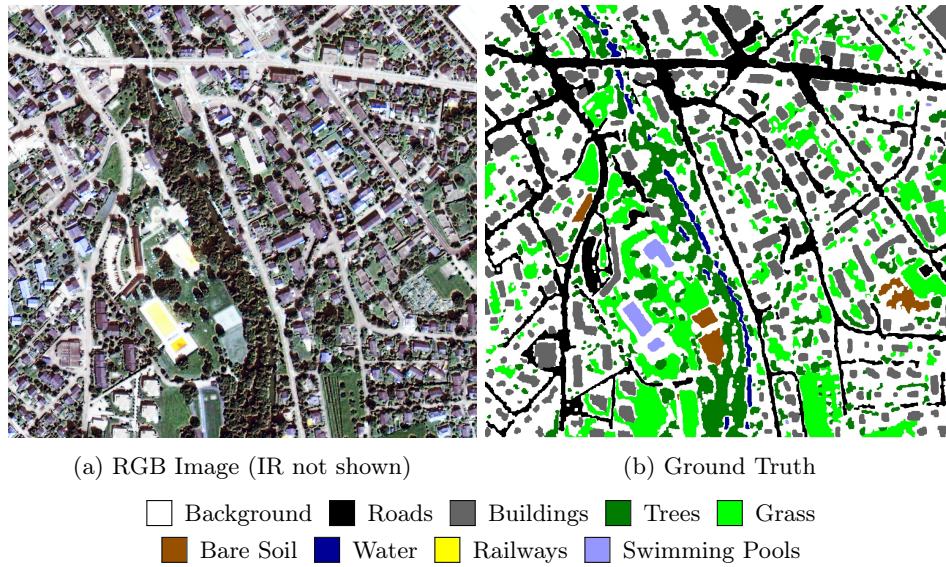 (a) RGB Image (IR not shown)
(b) Ground Truth
Background Roads Buildings Trees Grass
Bare Soil Water Railways Swimming Pools